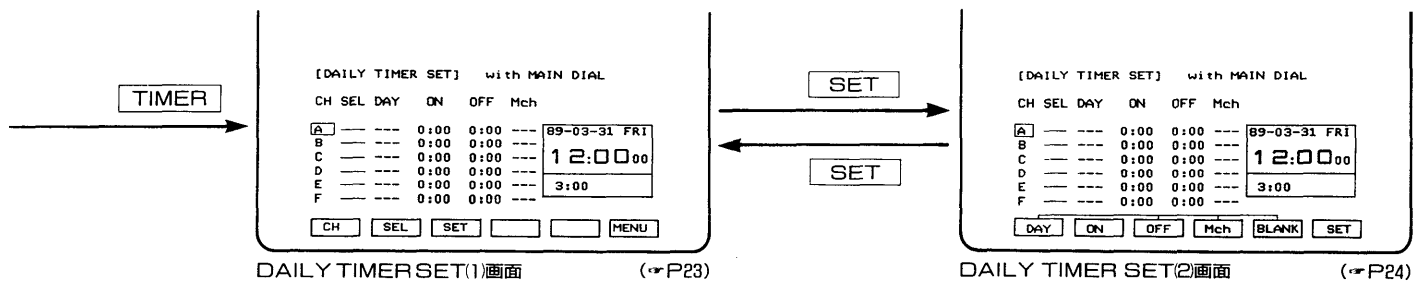 TIMER
[DAILY TIMER SET] with MAIN DIAL
CH SEL DAY ON OFF Mch
A --- --- 0:00 0:00 ---
B --- --- 0:00 0:00 ---
C --- --- 0:00 0:00 ---
D --- --- 0:00 0:00 ---
E --- --- 0:00 0:00 ---
F --- --- 0:00 0:00 ---
89-03-31 FRI
12:00 00
3:00
CH SEL SET MENU
DAILY TIMER SET(1)画面 (☞P23)
SET
SET
[DAILY TIMER SET] with MAIN DIAL
CH SEL DAY ON OFF Mch
A --- --- 0:00 0:00 ---
B --- --- 0:00 0:00 ---
C --- --- 0:00 0:00 ---
D --- --- 0:00 0:00 ---
E --- --- 0:00 0:00 ---
F --- --- 0:00 0:00 ---
89-03-31 FRI
12:00 00
3:00
DAY ON OFF Mch BLANK SET
DAILY TIMER SET(2)画面 (☞P24)